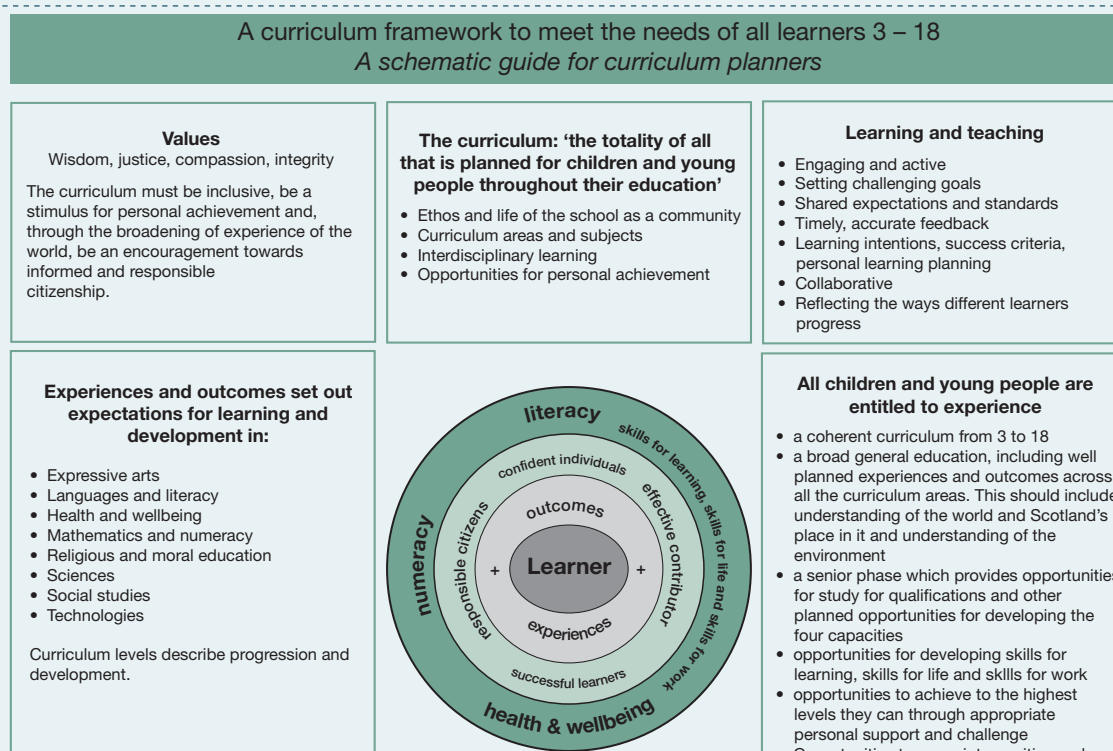 A curriculum framework to meet the needs of all learners 3 – 18
A schematic guide for curriculum planners
Values
Wisdom, justice, compassion, integrity
The curriculum must be inclusive, be a
stimulus for personal achievement and,
through the broadening of experience of the
world, be an encouragement towards
informed and responsible
citizenship.
The curriculum: ‘the totality of all
that is planned for children and young
people throughout their education’
• Ethos and life of the school as a community
• Curriculum areas and subjects
• Interdisciplinary learning
• Opportunities for personal achievement
Learning and teaching
• Engaging and active
• Setting challenging goals
• Shared expectations and standards
• Timely, accurate feedback
• Learning intentions, success criteria,
personal learning planning
• Collaborative
• Reflecting the ways different learners
progress
Experiences and outcomes set out
expectations for learning and
development in:
• Expressive arts
• Languages and literacy
• Health and wellbeing
• Mathematics and numeracy
• Religious and moral education
• Sciences
• Social studies
• Technologies
Curriculum levels describe progression and
development.
literacy
skills for learning, skills for life and skills for work
health & wellbeing
numeracy
confident individuals
effective contributor
successful learners
responsible citizens
outcomes
+ Learner +
experiences
All children and young people are
entitled to experience
• a coherent curriculum from 3 to 18
• a broad general education, including well
planned experiences and outcomes across
all the curriculum areas. This should include
understanding of the world and Scotland’s
place in it and understanding of the
environment
• a senior phase which provides opportunities
for study for qualifications and other
planned opportunities for developing the
four capacities
• opportunities for developing skills for
learning, skills for life and skllls for work
• opportunities to achieve to the highest
levels they can through appropriate
personal support and challenge